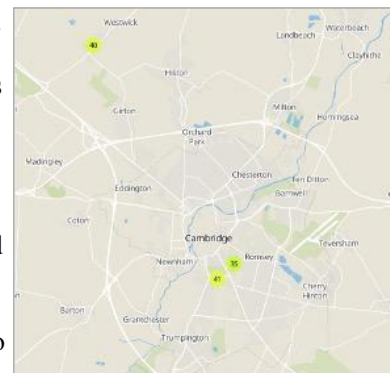 Westwick
Waterbeach
Landbeach
40
Clayhithe
Histon
Milton
Girton
Horningsea
Orchard
Park
Madingley
Chesterton
Fen Ditton
Eddington
Barnwell
Coton
Cambridge
Teversham
Newnham
35
Romsey
41
Cherry
Hinton
Barton
Grantchester
Trumpington